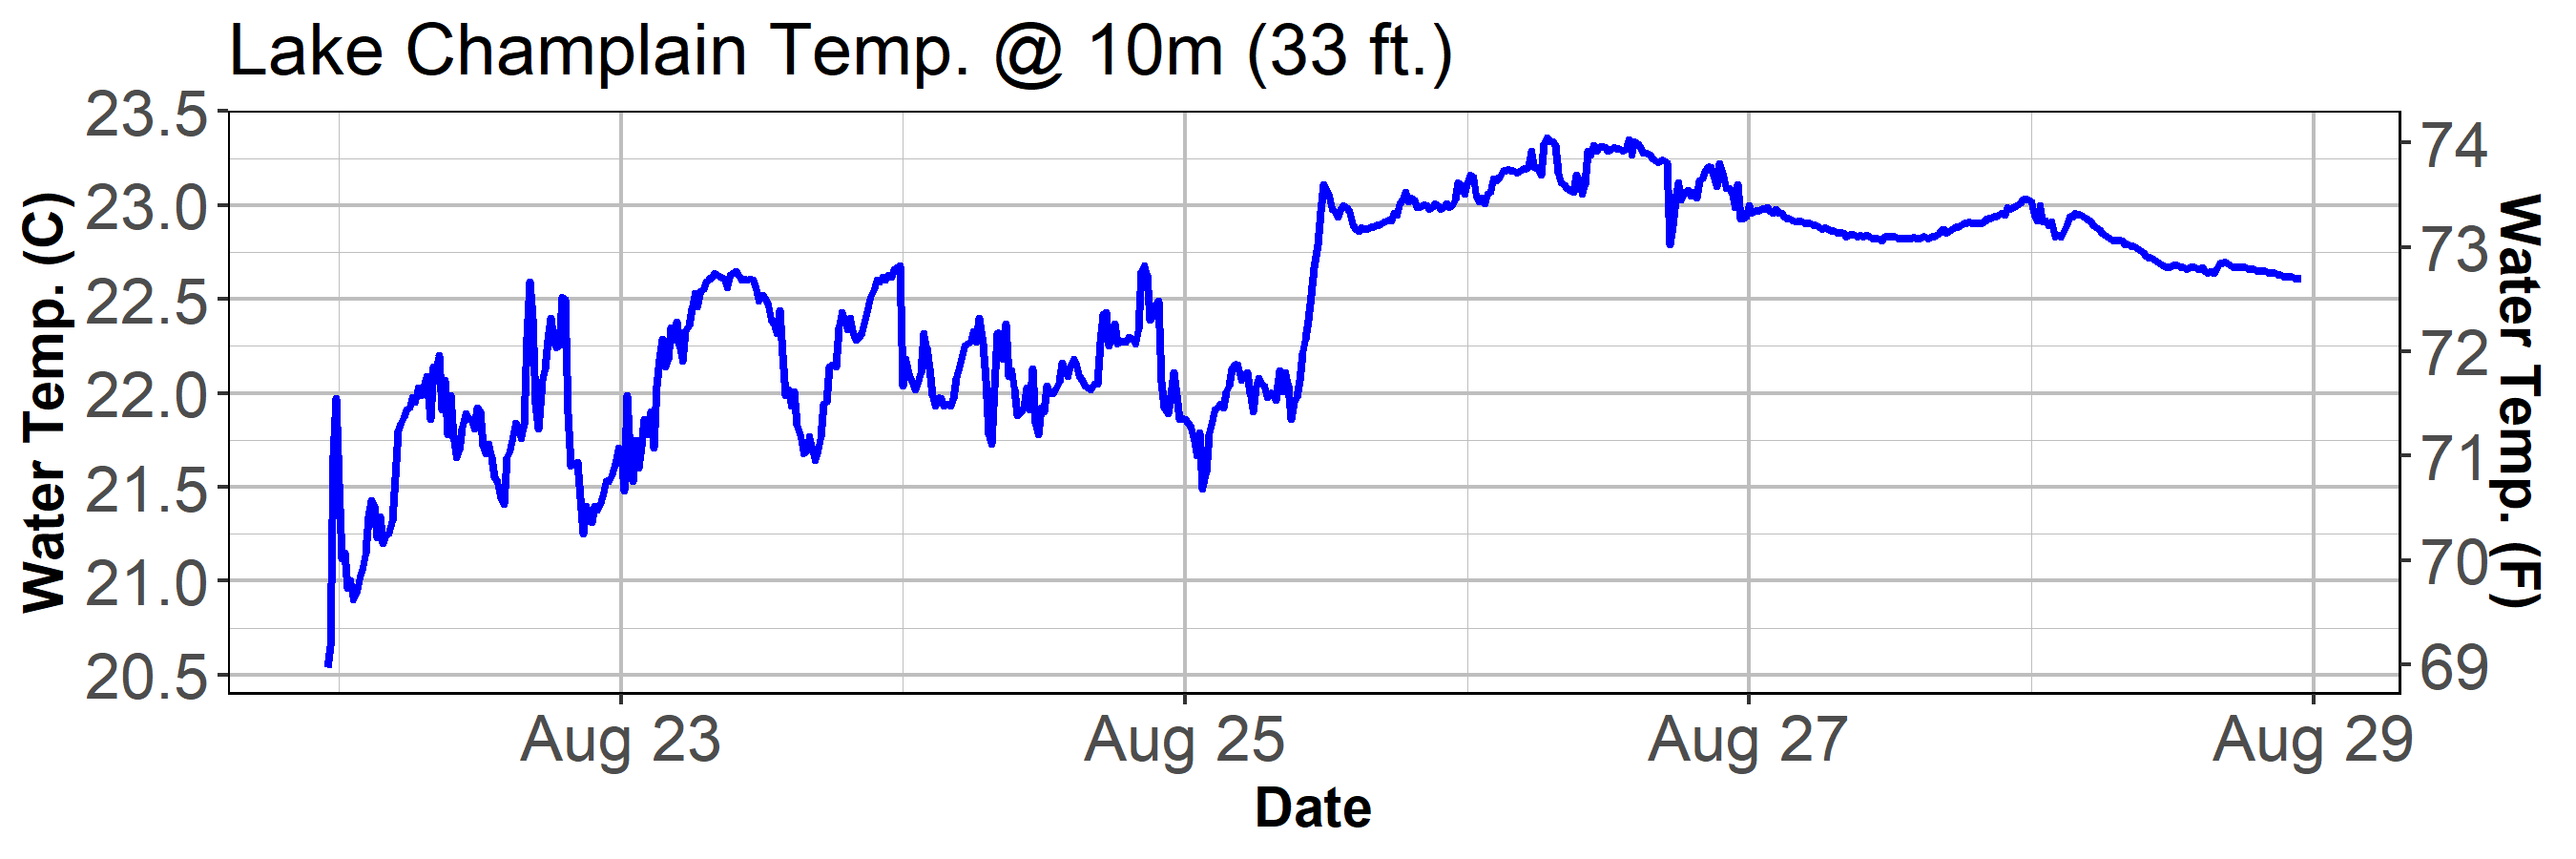 Lake Champlain Temp. @ 10m (33 ft.)
Water Temp. (C)
23.5
23.0
22.5
22.0
21.5
21.0
20.5
74
73
72
71
70
69
Water Temp. (F)
Aug 23
Aug 25
Aug 27
Aug 29
Date